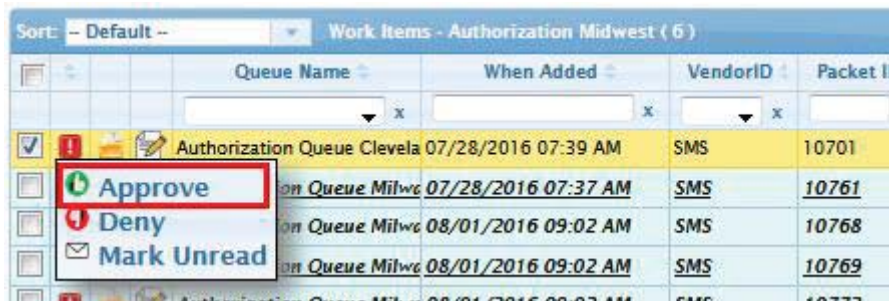 Sort: -- Default -- Work Items - Authorization Midwest ( 6 )
Queue Name When Added VendorID Packet I
x x x
Authorization Queue Clevela 07/28/2016 07:39 AM SMS 10701
Approve on Queue Milwa 07/28/2016 07:37 AM SMS 10761
Deny on Queue Milwa 08/01/2016 09:02 AM SMS 10768
Mark Unread on Queue Milwa 08/01/2016 09:02 AM SMS 10769